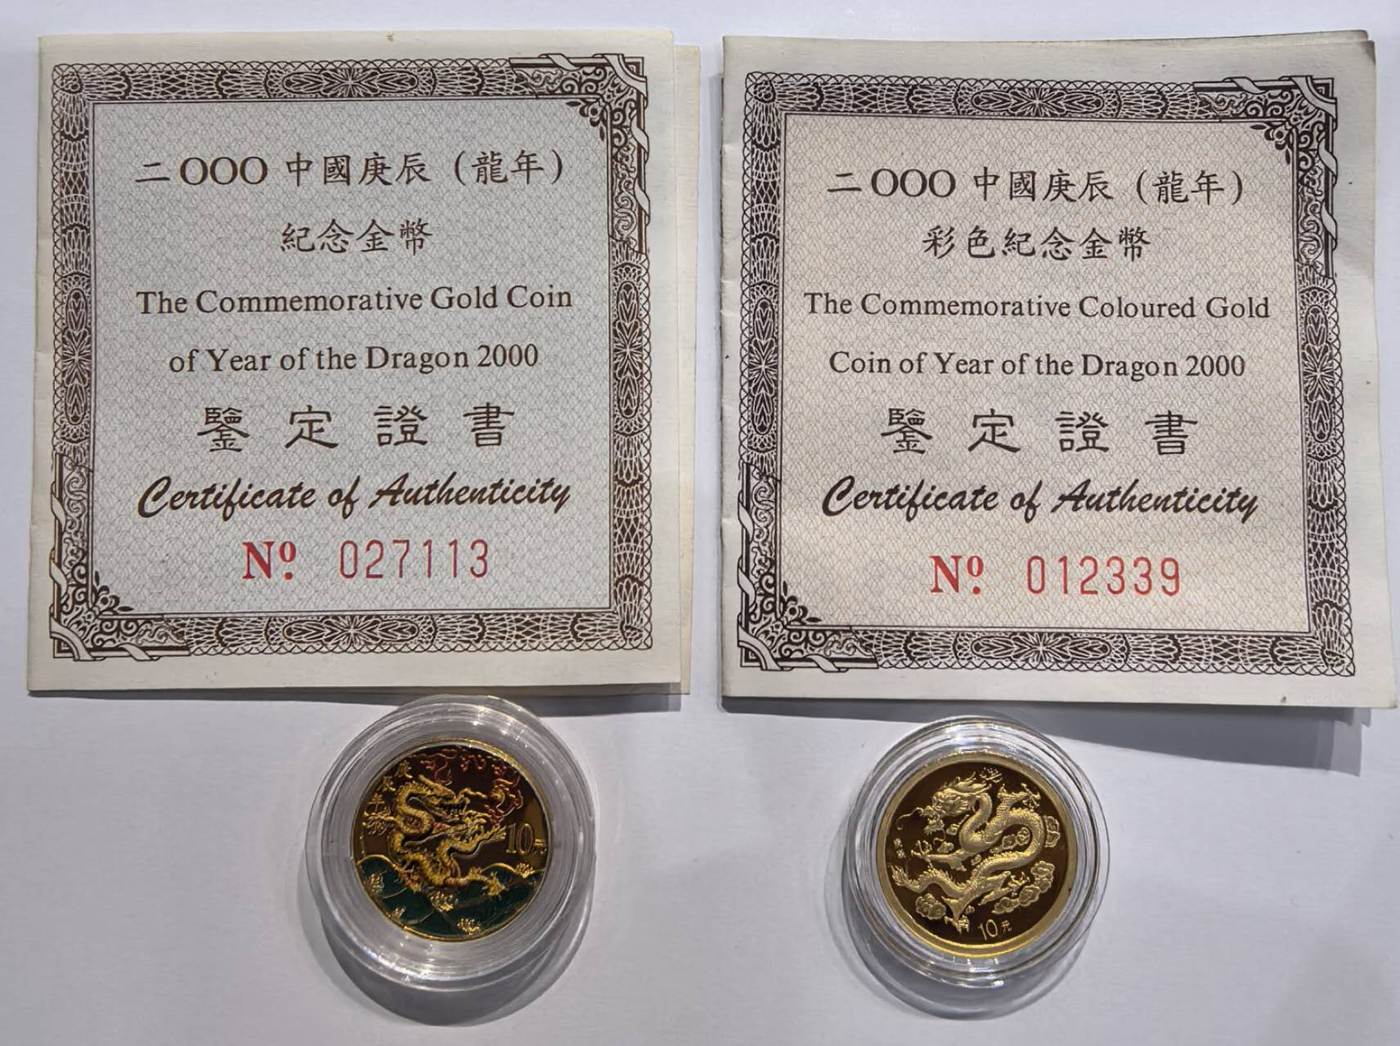 二OOO 中國庚辰（龍年）
紀念金幣
The Commemorative Gold Coin
of Year of the Dragon 2000
鑒定證書
Certificate of Authenticity
Nº 027113
二OOO 中國庚辰（龍年）
彩色紀念金幣
The Commemorative Coloured Gold
Coin of Year of the Dragon 2000
鑒定證書
Certificate of Authenticity
Nº 012339
10元
10元